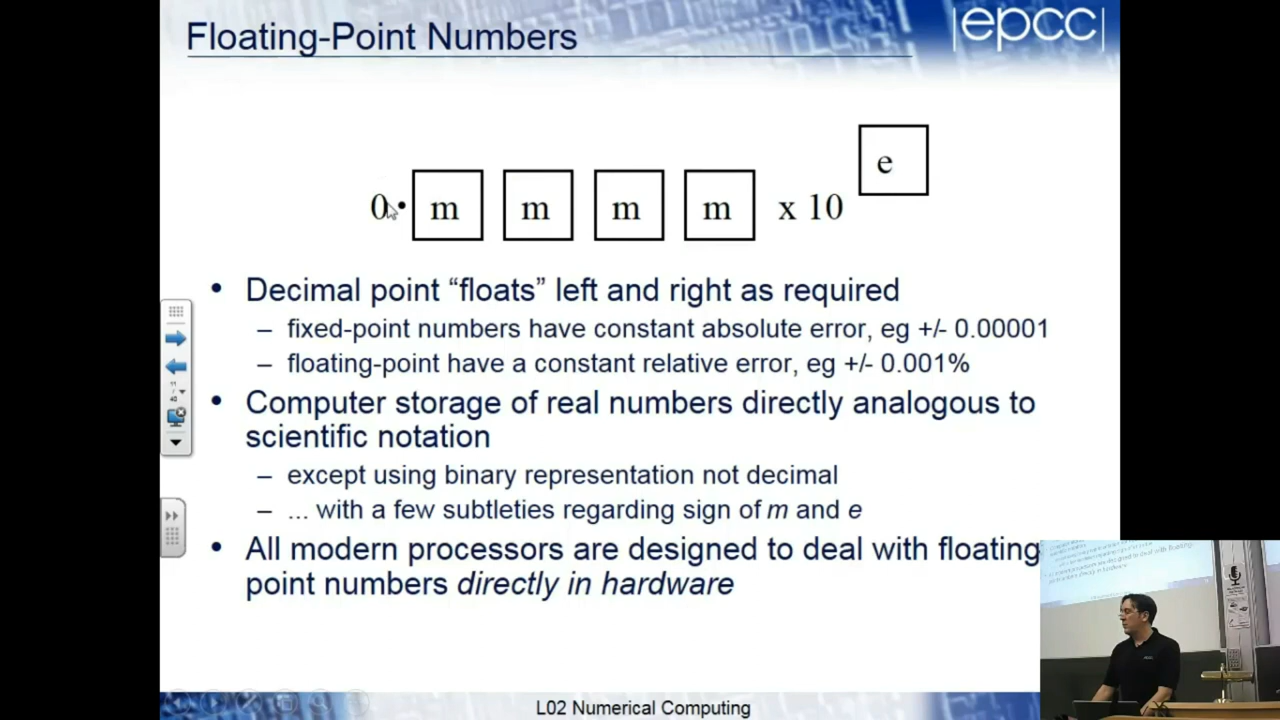 Floating-Point Numbers
|epcc|
e
0 • m m m m x 10
• Decimal point “floats” left and right as required
– fixed-point numbers have constant absolute error, eg +/- 0.00001
– floating-point have a constant relative error, eg +/- 0.001%
• Computer storage of real numbers directly analogous to
scientific notation
– except using binary representation not decimal
– ... with a few subtleties regarding sign of m and e
• All modern processors are designed to deal with floating
point numbers directly in hardware
L02 Numerical Computing